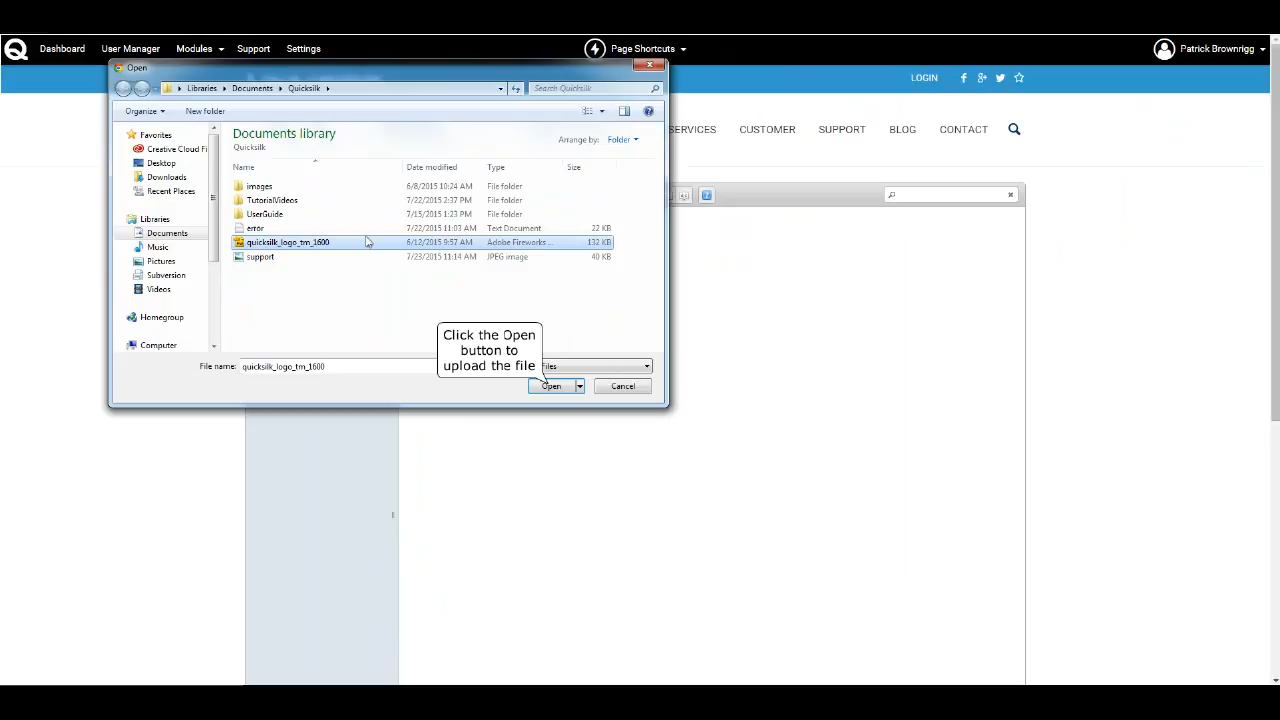 Dashboard User Manager Modules Support Settings Page Shortcuts Patrick Brownrigg
Open
LOGIN
Libraries Documents Quicksilk Search Quicksilk
Organize New folder
SERVICES CUSTOMER SUPPORT BLOG CONTACT
Favorites
Creative Cloud Fi
Desktop
Downloads
Recent Places
Libraries
Documents
Music
Pictures
Subversion
Videos
Homegroup
Computer
Documents library
Quicksilk
Arrange by: Folder
Name Date modified Type Size
images 6/8/2015 10:24 AM File folder
TutorialVideos 7/22/2015 2:37 PM File folder
UserGuide 7/15/2015 1:23 PM File folder
error 7/22/2015 11:03 AM Text Document 22 KB
quicksilk_logo_tm_1600 6/12/2015 9:57 AM Adobe Fireworks ... 132 KB
support 7/23/2015 11:14 AM JPEG image 40 KB
Click the Open
button to
upload the file
File name: quicksilk_logo_tm_1600 Files
Open Cancel